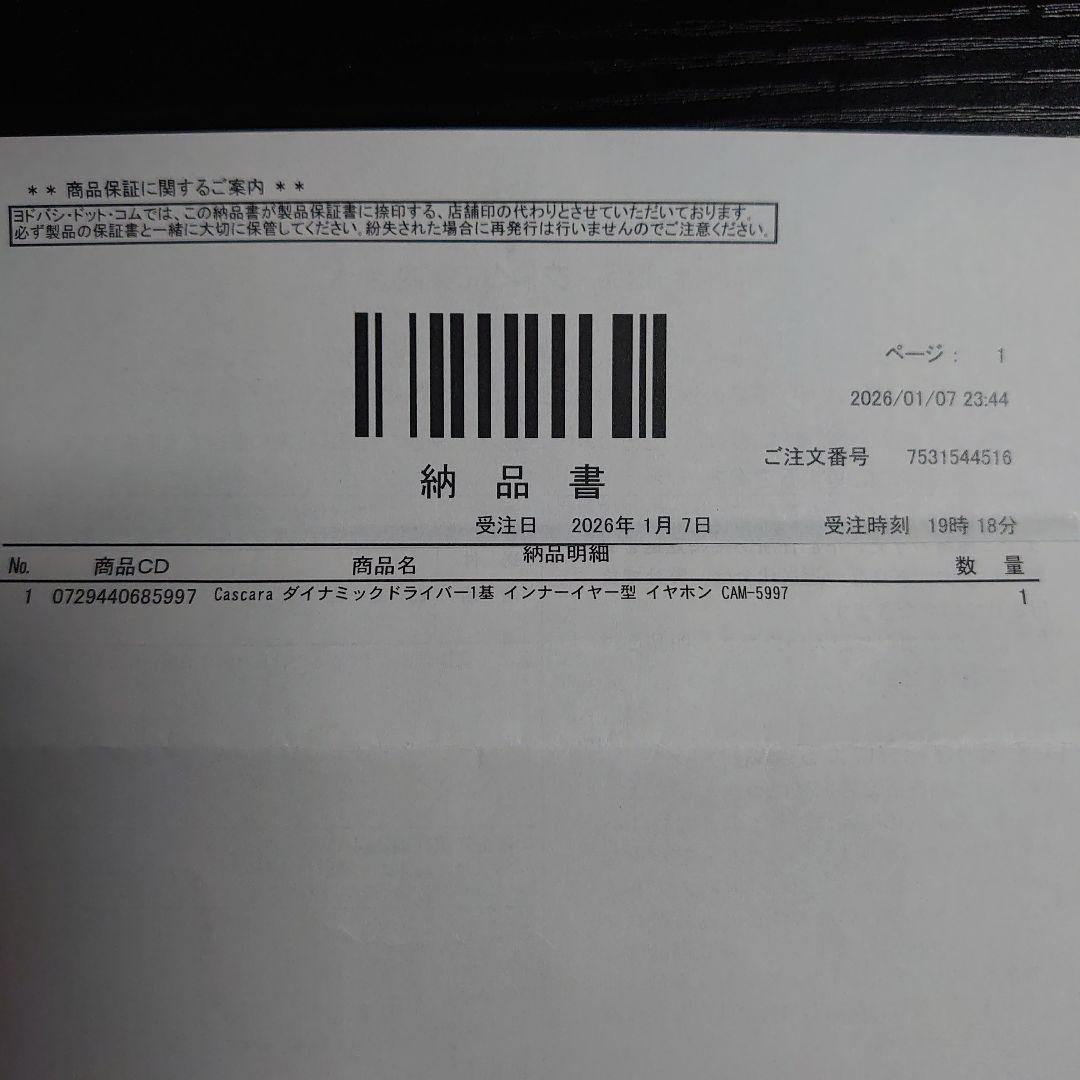 ** 商品保証に関するご案内 **
ヨドバシ・ドット・コムでは、この納品書が製品保証書に捺印する、店舗印の代わりとさせていただいております。
必ず製品の保証書と一緒に大切に保管してください。紛失された場合に再発行は行いませんのでご注意ください。
ページ： 1
2026/01/07 23:44
ご注文番号 7531544516
納 品 書
受注日 2026年 1月 7日 受注時刻 19時 18分
納品明細
No. 商品CD 商品名 数 量
1 0729440685997 Cascara ダイナミックドライバー1基 インナーイヤー型 イヤホン CAM-5997 1